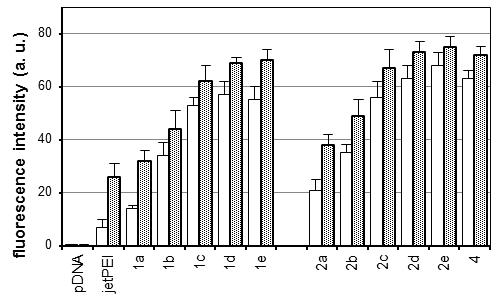 fluorescence intensity (a. u.)
80
60
40
20
0
pDNA
jetPEI
1a
1b
1c
1d
1e
2a
2b
2c
2d
2e
4